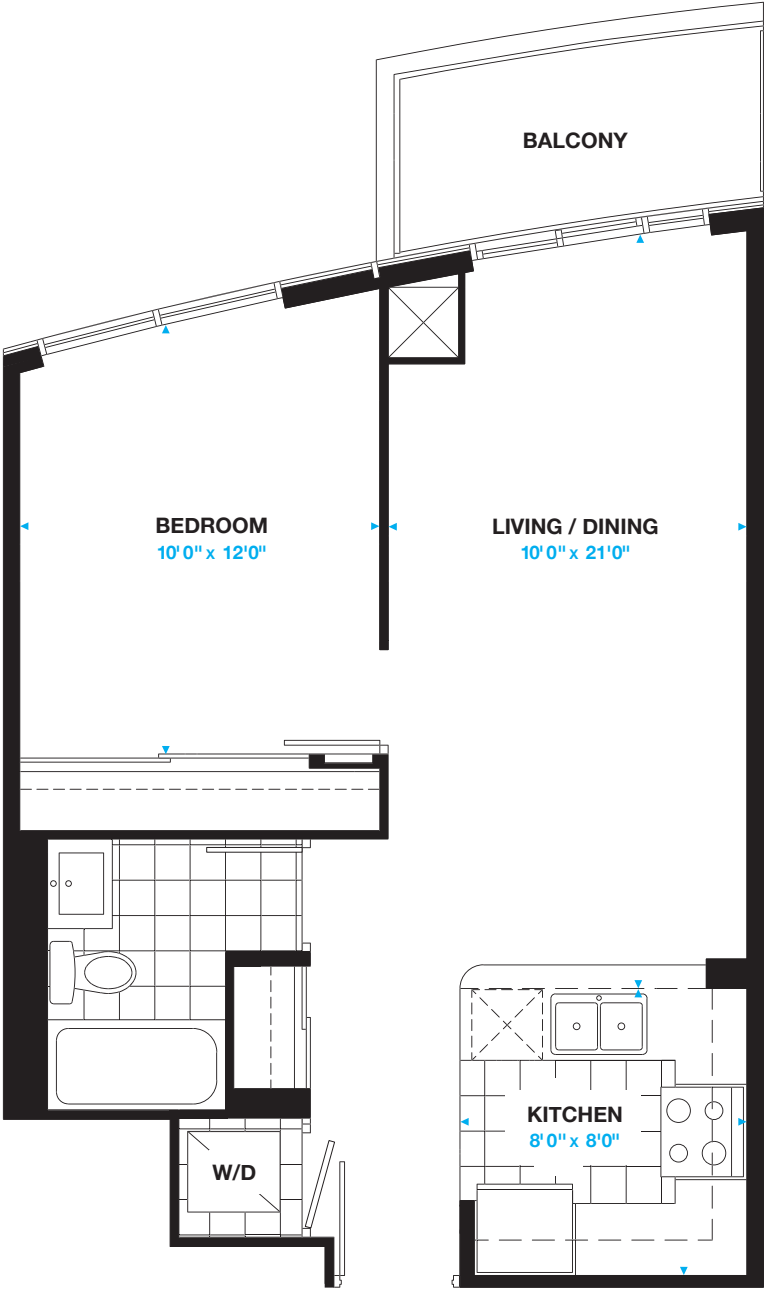 BALCONY
BEDROOM
10'0" x 12'0"
LIVING / DINING
10'0" x 21'0"
KITCHEN
8'0" x 8'0"
W/D